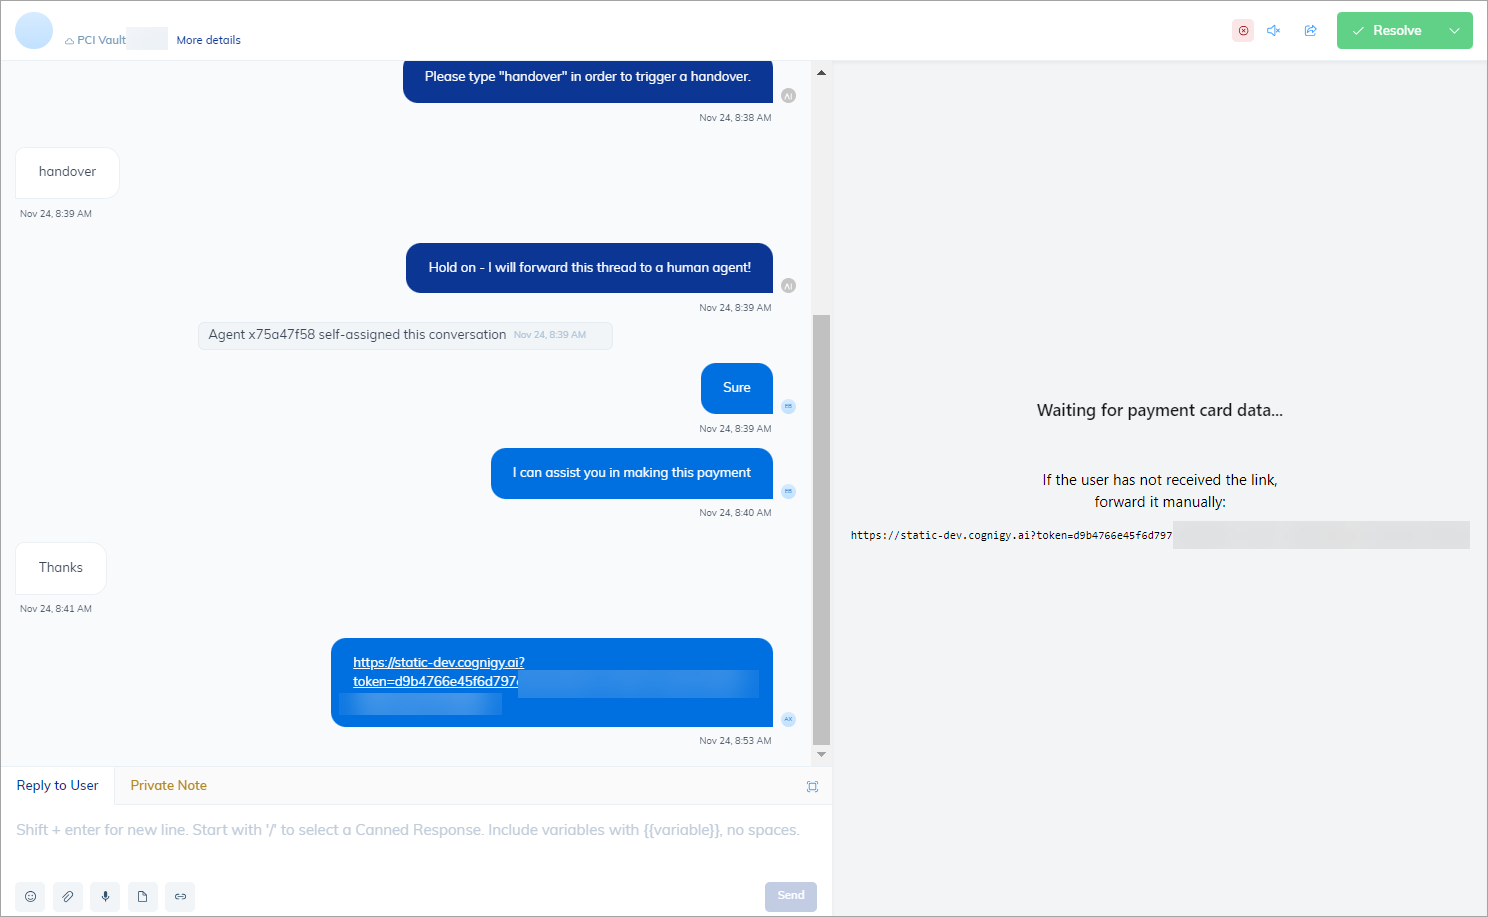 PCI Vault
More details
Resolve
Please type "handover" in order to trigger a handover.
AI
Nov 24, 8:38 AM
handover
Nov 24, 8:39 AM
Hold on - I will forward this thread to a human agent!
AI
Nov 24, 8:39 AM
Agent x75a47f58 self-assigned this conversation Nov 24, 8:39 AM
Sure
Nov 24, 8:39 AM
I can assist you in making this payment
Nov 24, 8:40 AM
Thanks
Nov 24, 8:41 AM
https://static-dev.cognigy.ai?
token=d9b4766e45f6d797
AX
Nov 24, 8:53 AM
Reply to User
Private Note
Shift + enter for new line. Start with '/' to select a Canned Response. Include variables with {{variable}}, no spaces.
Send
Waiting for payment card data...
If the user has not received the link,
forward it manually:
https://static-dev.cognigy.ai?token=d9b4766e45f6d797